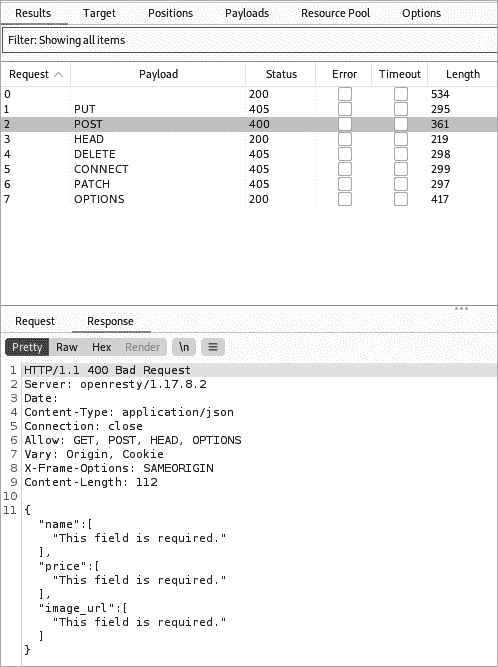 Results Target Positions Payloads Resource Pool Options
Filter: Showing all items
Request Payload Status Error Timeout Length
0 200 534
1 PUT 405 295
2 POST 400 361
3 HEAD 200 219
4 DELETE 405 298
5 CONNECT 405 299
6 PATCH 405 297
7 OPTIONS 200 417
Request Response
Pretty Raw Hex Render \n
1 HTTP/1.1 400 Bad Request
2 Server: openresty/1.17.8.2
3 Date:
4 Content-Type: application/json
5 Connection: close
6 Allow: GET, POST, HEAD, OPTIONS
7 Vary: Origin, Cookie
8 X-Frame-Options: SAMEORIGIN
9 Content-Length: 112
10
11 {
"name":[
"This field is required."
],
"price":[
"This field is required."
],
"image_url":[
"This field is required."
]
}